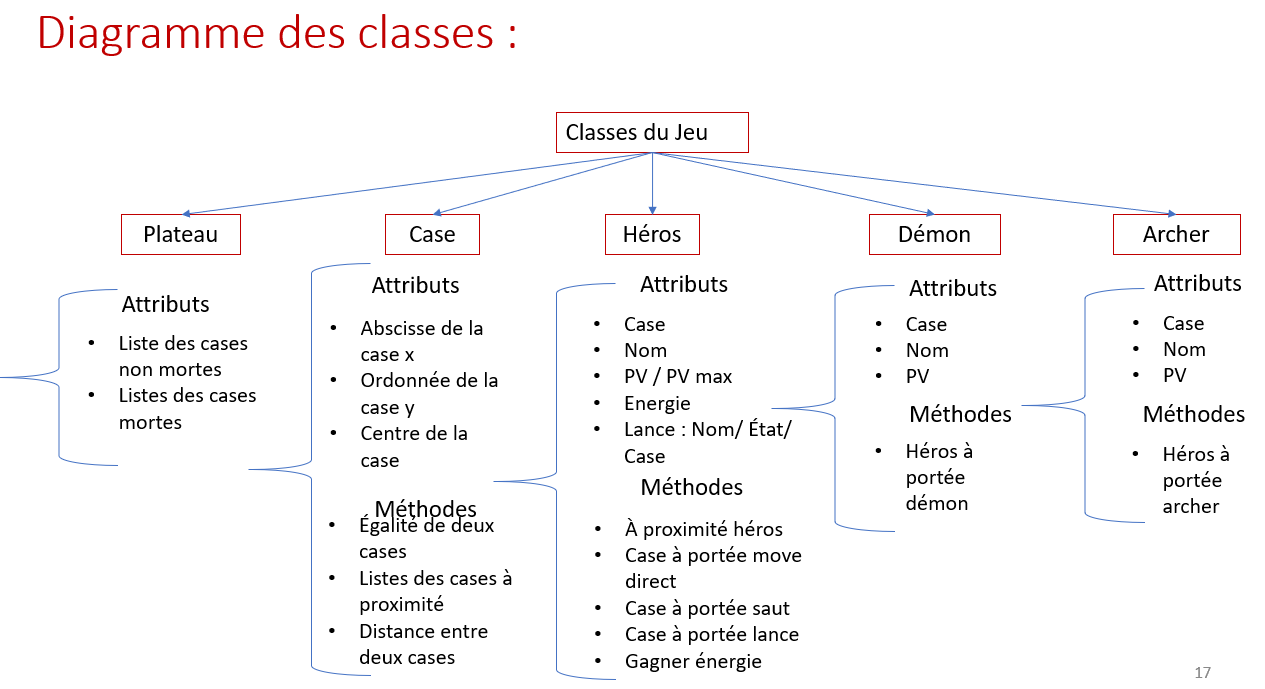 Diagramme des classes :
Classes du Jeu
Plateau
Attributs
• Liste des cases
non mortes
• Listes des cases
mortes
Case
Attributs
• Abscisse de la
case x
• Ordonnée de la
case y
• Centre de la
case
Méthodes
• Égalité de deux
cases
• Listes des cases à
proximité
• Distance entre
deux cases
Héros
Attributs
• Case
• Nom
• PV / PV max
• Energie
• Lance : Nom/ État/
Case
Méthodes
• À proximité héros
• Case à portée move
direct
• Case à portée saut
• Case à portée lance
• Gagner énergie
Démon
Attributs
• Case
• Nom
• PV
Méthodes
• Héros à
portée
démon
Archer
Attributs
• Case
• Nom
• PV
Méthodes
• Héros à
portée
archer
17